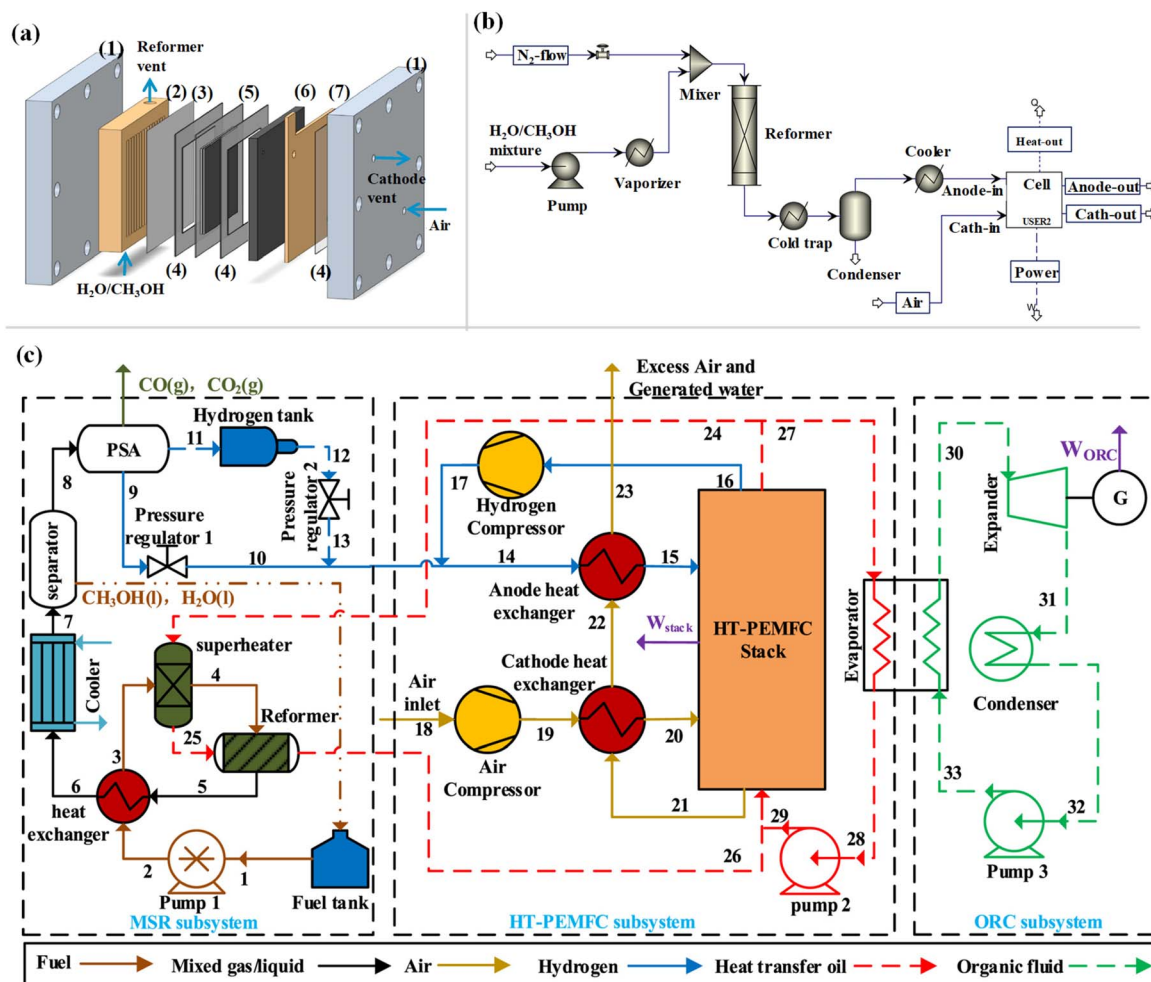 (a)
(1)
Reformer
vent
(2)
(3)
(5)
(6)
(7)
(1)
Cathode
vent
Air
(4)
(4)
(4)
H₂O/CH₃OH
(b)
N₂-flow
Mixer
H₂O/CH₃OH
mixture
Pump
Vaporizer
Reformer
Cold trap
Condenser
Cooler
Anode-in
Cath-in
Air
Q
Heat-out
Cell
USER2
Anode-out
Cath-out
Power
W
(c)
CO(g), CO₂(g)
PSA
Hydrogen tank
11
12
8
9
Pressure
regulator 1
Pressure
regulator 2
13
10
separator
CH₃OH(l), H₂O(l)
7
Cooler
superheater
4
Reformer
25
3
5
6
heat
exchanger
2
Pump 1
1
Fuel tank
MSR subsystem
Excess Air and
Generated water
24
27
17
Hydrogen
Compressor
23
16
14
15
Anode heat
exchanger
22
W_stack
HT-PEMFC
Stack
Cathode heat
exchanger
Air
inlet
18
19
20
Air
Compressor
21
26
29
28
pump 2
Evaporator
HT-PEMFC subsystem
30
W_ORC
Expander
G
31
Condenser
33
32
Pump 3
ORC subsystem
Fuel
Mixed gas/liquid
Air
Hydrogen
Heat transfer oil
Organic fluid